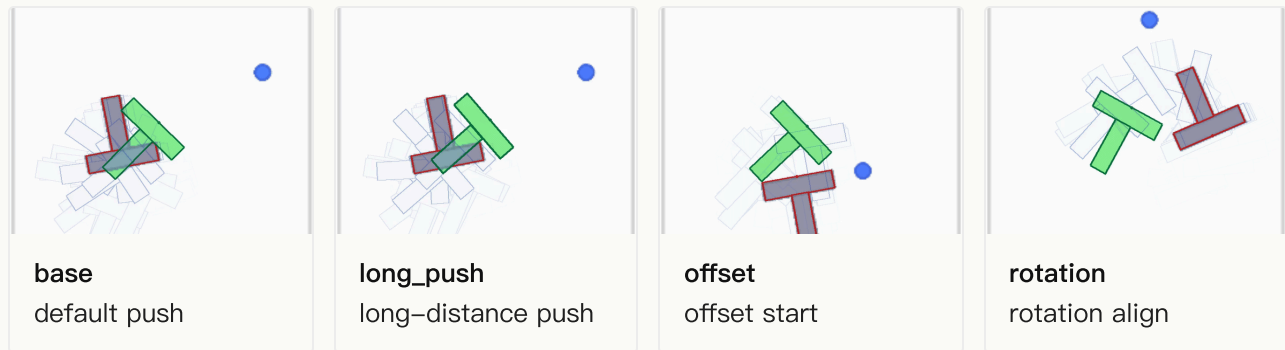 base
default push
long_push
long-distance push
offset
offset start
rotation
rotation align